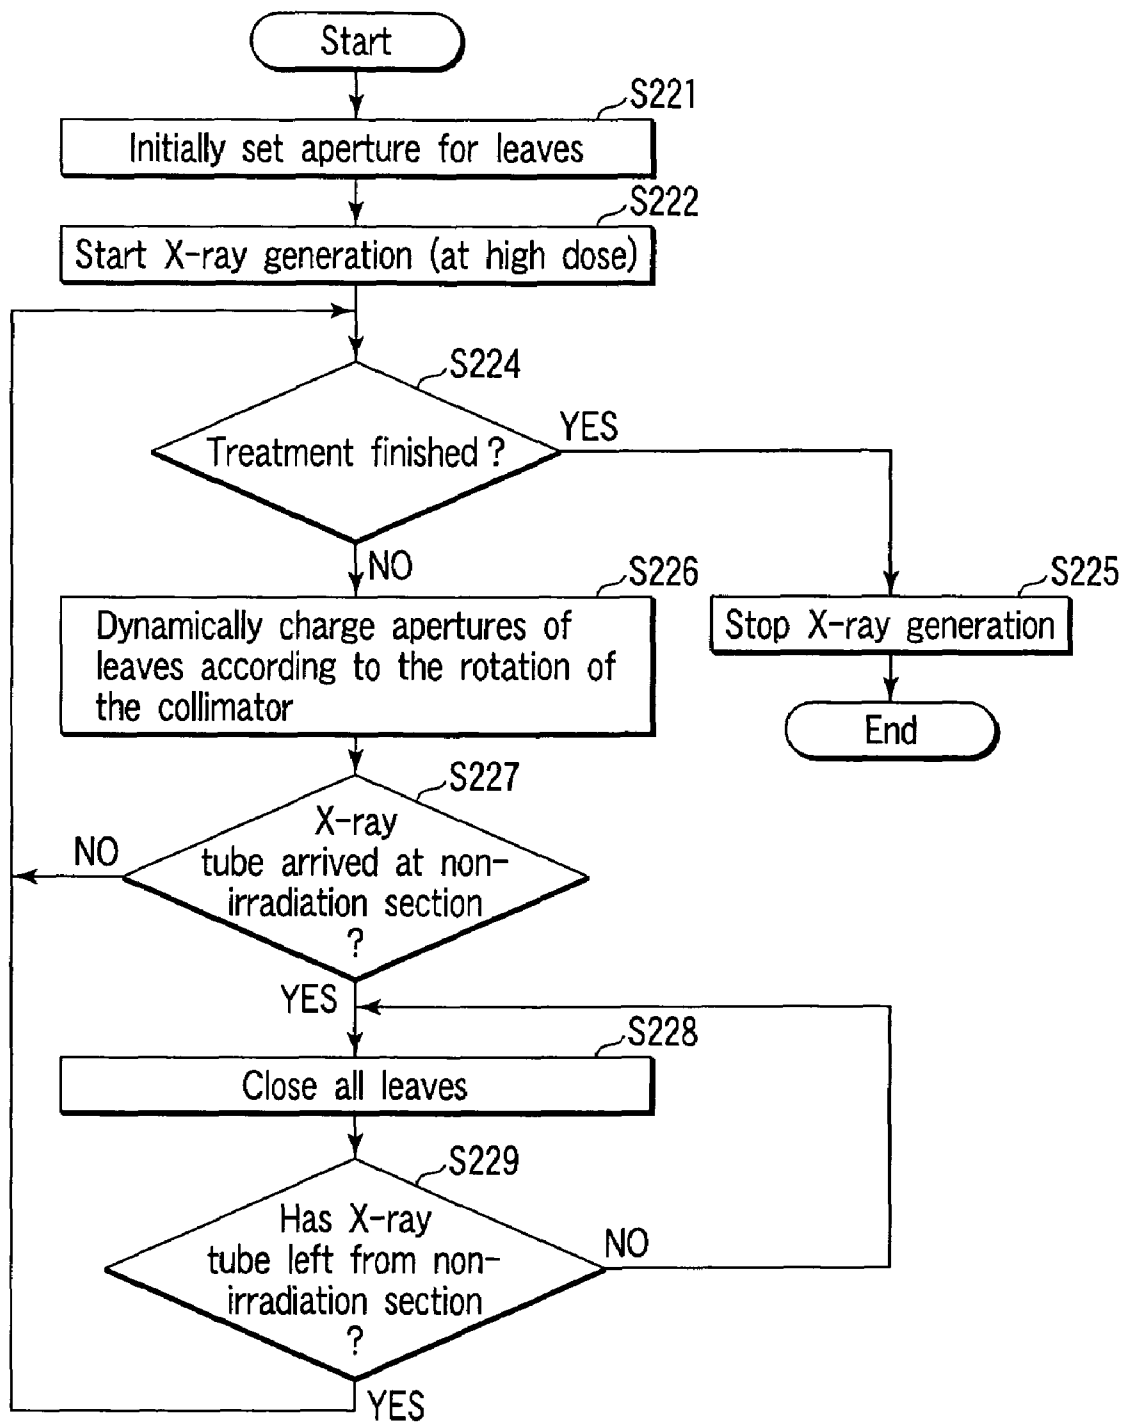 Start
S221
Initially set aperture for leaves
S222
Start X-ray generation (at high dose)
S224
Treatment finished ?
YES
NO
S226
Dynamically charge apertures of
leaves according to the rotation of
the collimator
S225
Stop X-ray generation
End
S227
X-ray
tube arrived at non-
irradiation section
?
NO
YES
S228
Close all leaves
S229
Has X-ray
tube left from non-
irradiation section
?
NO
YES